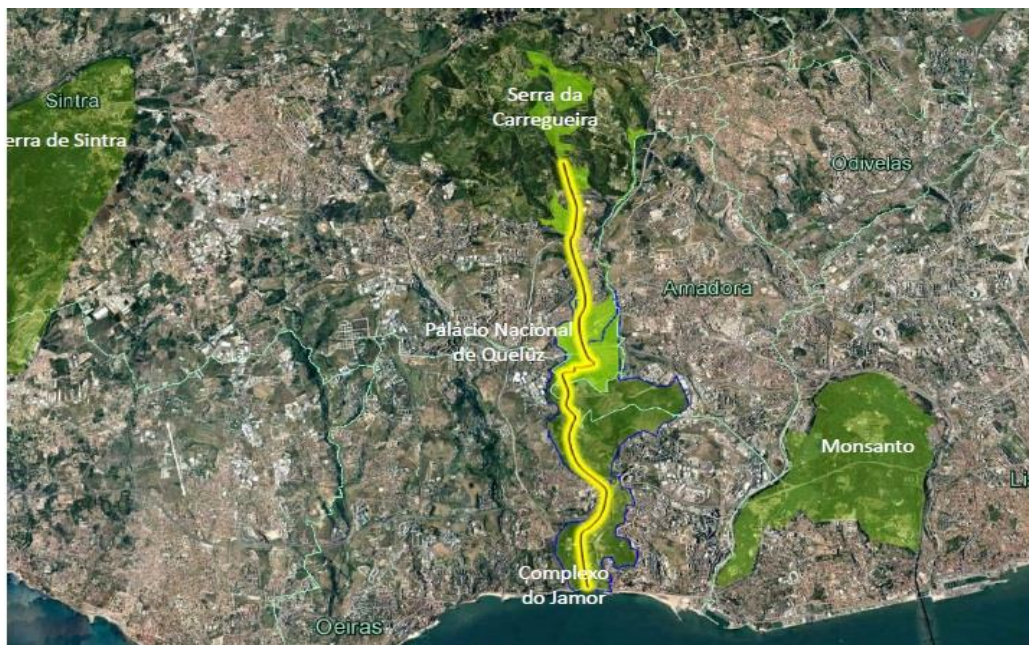 Serra da
Carregueira
Sintra
erra de Sintra
Odivelas
Amadora
Palácio Nacional
de Queluz
Monsanto
Complexo
do Jamor
Oeiras